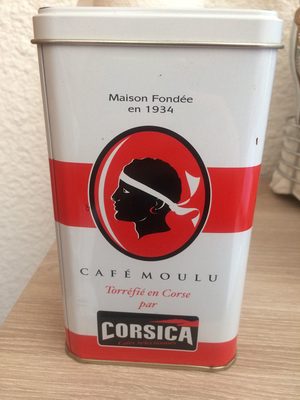 Maison Fondée
en 1934
CAFÉ MOULU
Torréfié en Corse
par
CORSICA